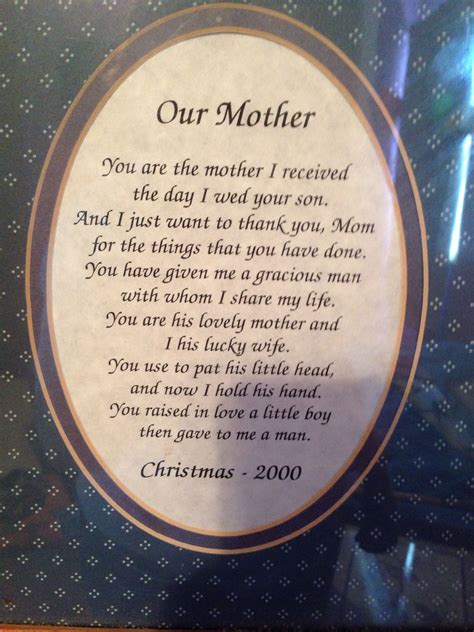 Our Mother
You are the mother I received
the day I wed your son.
And I just want to thank you, Mom
for the things that you have done.
You have given me a gracious man
with whom I share my life.
You are his lovely mother and
I his lucky wife.
You use to pat his little head,
and now I hold his hand.
You raised in love a little boy
then gave to me a man.
Christmas - 2000